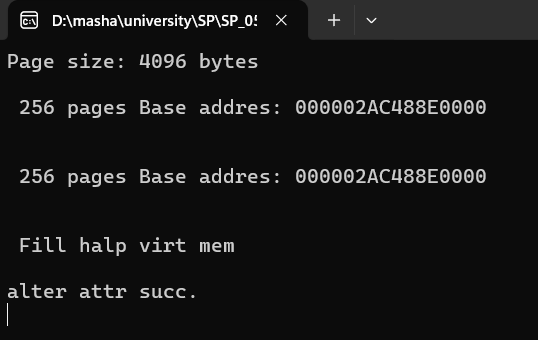 D:\masha\university\SP\SP_05
Page size: 4096 bytes
256 pages Base addres: 000002AC488E0000
256 pages Base addres: 000002AC488E0000
Fill halp virt mem
alter attr succ.